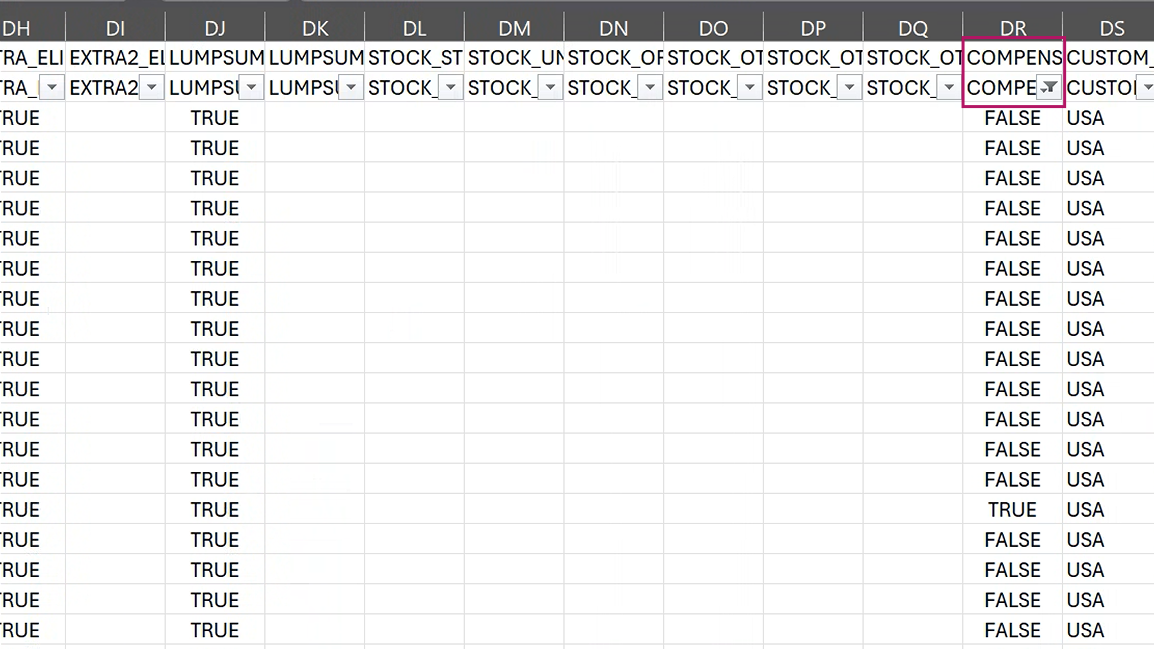 DH DI DJ DK DL DM DN DO DP DQ DR DS
TRA_ELI EXTRA2_EL LUMPSUM LUMPSUM STOCK_ST STOCK_UN STOCK_OP STOCK_OT STOCK_OT STOCK_OT COMPENS CUSTOM_
TRA_ EXTRA2 LUMPSU LUMPSU STOCK_ STOCK_ STOCK_ STOCK_ STOCK_ STOCK_ COMPE CUSTO
TRUE TRUE FALSE USA
TRUE TRUE FALSE USA
TRUE TRUE FALSE USA
TRUE TRUE FALSE USA
TRUE TRUE FALSE USA
TRUE TRUE FALSE USA
TRUE TRUE FALSE USA
TRUE TRUE FALSE USA
TRUE TRUE FALSE USA
TRUE TRUE FALSE USA
TRUE TRUE FALSE USA
TRUE TRUE FALSE USA
TRUE TRUE FALSE USA
TRUE TRUE TRUE USA
TRUE TRUE FALSE USA
TRUE TRUE FALSE USA
TRUE TRUE FALSE USA
TRUE TRUE FALSE USA